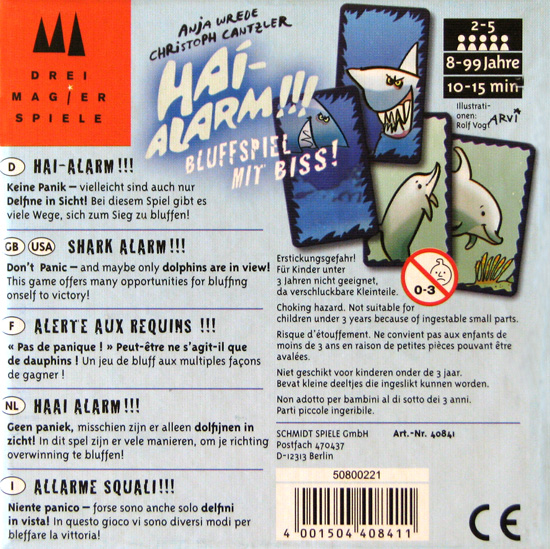 DREI
MAGIER
SPIELE
ANJA WREDE
CHRISTOPH CANTZLER
HAI-
ALARM!!!
BLUFFSPIEL
MIT BISS!
2-5
8-99 Jahre
10-15 min
Illustrati-
onen:
Rolf Vogt
ARVi
D HAI-ALARM!!!
Keine Panik – vielleicht sind auch nur
Delfine in Sicht! Bei diesem Spiel gibt es
viele Wege, sich zum Sieg zu bluffen!
GB USA SHARK ALARM!!!
Don't Panic – and maybe only dolphins are in view!
This game offers many opportunities for bluffing
onself to victory!
F ALERTE AUX REQUINS !!!
« Pas de panique ! » Peut-être ne s'agit-il que
de dauphins ! Un jeu de bluff aux multiples façons
de gagner !
NL HAAI ALARM!!!
Geen paniek, misschien zijn er alleen dolfijnen in
zicht! In dit spel zijn er vele manieren, om je richting
overwinning te bluffen!
I ALLARME SQUALI!!!
Niente panico – forse sono anche solo delfini
in vista! In questo gioco vi sono diversi modi per
bleffare la vittoria!
Erstickungsgefahr!
Für Kinder unter
3 Jahren nicht geeignet,
da verschluckbare Kleinteile.
0-3
Choking hazard. Not suitable for
children under 3 years because of ingestable small parts.
Risque d'étouffement. Ne convient pas aux enfants de
moins de 3 ans en raison de petites pièces pouvant être
avalées.
Niet geschikt voor kinderen onder de 3 jaar.
Bevat kleine deeltjes die ingeslikt kunnen worden.
Non adotto per bambini al di sotto dei 3 anni.
Parti piccole ingeribile.
SCHMIDT SPIELE GmbH
Postfach 470437
D-12313 Berlin
Art.-Nr. 40841
50800221
4 001504 408411
CE